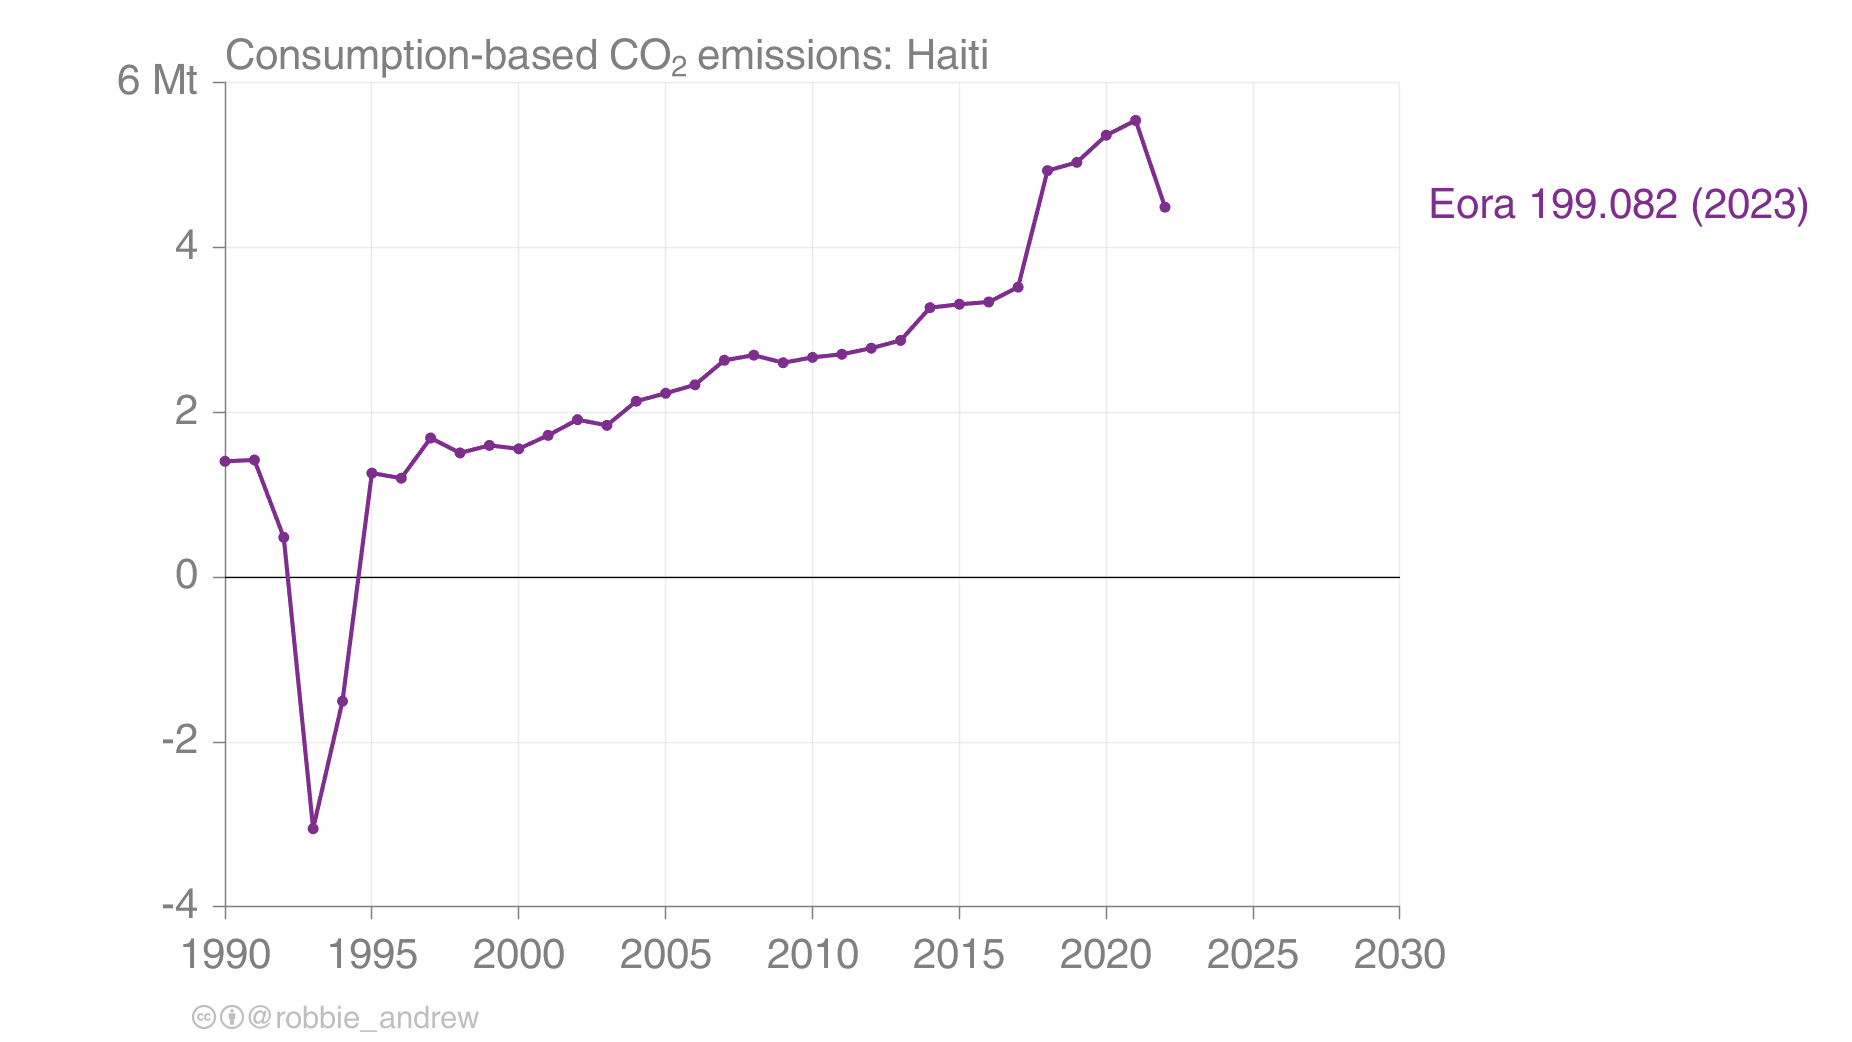 Consumption-based CO₂ emissions: Haiti
6 Mt
4
2
0
-2
-4
1990 1995 2000 2005 2010 2015 2020 2025 2030
Eora 199.082 (2023)
cc @robbie_andrew